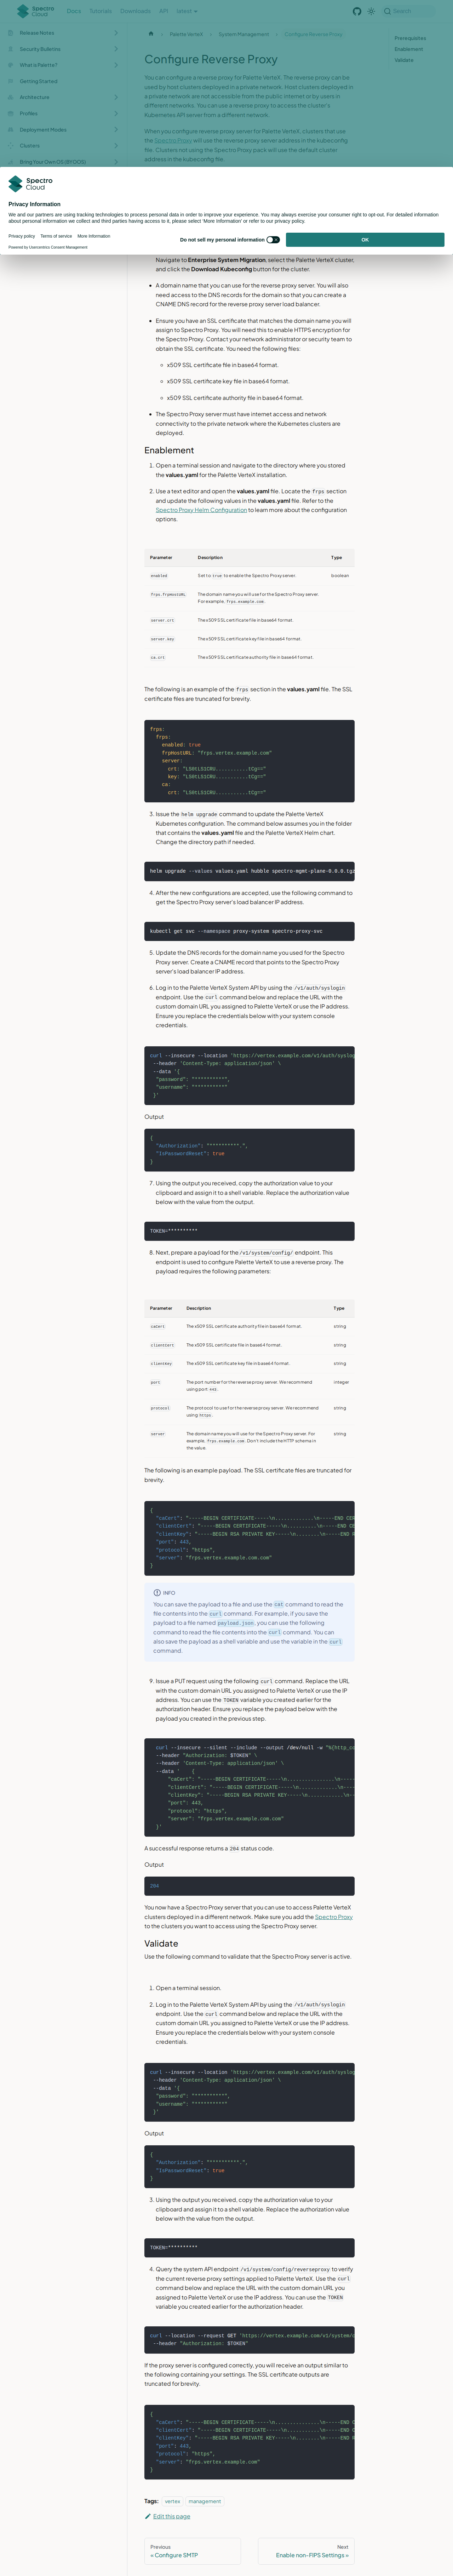 Spectro Cloud
Docs
Tutorials
Downloads
API
latest
Search
Release Notes
Security Bulletins
What is Palette?
Getting Started
Architecture
Profiles
Deployment Modes
Clusters
Bring Your Own OS (BYOOS)
Palette VerteX
System Management
Configure Reverse Proxy
Prerequisites
Enablement
Validate
Configure Reverse Proxy
You can configure a reverse proxy for Palette VerteX. The reverse proxy can be used by host clusters deployed in a private network. Host clusters deployed in a private network are not accessible from the public internet or by users in different networks. You can use a reverse proxy to access the cluster's Kubernetes API server from a different network.
When you configure reverse proxy server for Palette VerteX, clusters that use the Spectro Proxy will use the reverse proxy server address in the kubeconfig file. Clusters not using the Spectro Proxy pack will use the default cluster address in the kubeconfig file.
Spectro Cloud
Privacy Information
We and our partners are using tracking technologies to process personal data in order to improve your experience. You may always exercise your consumer right to opt-out. For detailed information about personal information we collect and third parties having access to it, please select 'More Information' or refer to our privacy policy.
Privacy policy
Terms of service
More Information
Do not sell my personal information
OK
Powered by Usercentrics Consent Management
Navigate to Enterprise System Migration, select the Palette VerteX cluster, and click the Download Kubeconfig button for the cluster.
A domain name that you can use for the reverse proxy server. You will also need access to the DNS records for the domain so that you can create a CNAME DNS record for the reverse proxy server load balancer.
Ensure you have an SSL certificate that matches the domain name you will assign to Spectro Proxy. You will need this to enable HTTPS encryption for the Spectro Proxy. Contact your network administrator or security team to obtain the SSL certificate. You need the following files:
x509 SSL certificate file in base64 format.
x509 SSL certificate key file in base64 format.
x509 SSL certificate authority file in base64 format.
The Spectro Proxy server must have internet access and network connectivity to the private network where the Kubernetes clusters are deployed.
Enablement
1. Open a terminal session and navigate to the directory where you stored the values.yaml for the Palette VerteX installation.
2. Use a text editor and open the values.yaml file. Locate the frps section and update the following values in the values.yaml file. Refer to the Spectro Proxy Helm Configuration to learn more about the configuration options.
Parameter Description Type
enabled Set to true to enable the Spectro Proxy server. boolean
frps.frpHostURL The domain name you will use for the Spectro Proxy server. For example, frps.example.com.
server.crt The x509 SSL certificate file in base64 format.
server.key The x509 SSL certificate key file in base64 format.
ca.crt The x509 SSL certificate authority file in base64 format.
The following is an example of the frps section in the values.yaml file. The SSL certificate files are truncated for brevity.
frps:
frps:
enabled: true
frpHostURL: "frps.vertex.example.com"
server:
crt: "LS0tLS1CRU...........tCg=="
key: "LS0tLS1CRU...........tCg=="
ca:
crt: "LS0tLS1CRU...........tCg=="
3. Issue the helm upgrade command to update the Palette VerteX Kubernetes configuration. The command below assumes you in the folder that contains the values.yaml file and the Palette VerteX Helm chart. Change the directory path if needed.
helm upgrade --values values.yaml hubble spectro-mgmt-plane-0.0.0.tgz
4. After the new configurations are accepted, use the following command to get the Spectro Proxy server's load balancer IP address.
kubectl get svc --namespace proxy-system spectro-proxy-svc
5. Update the DNS records for the domain name you used for the Spectro Proxy server. Create a CNAME record that points to the Spectro Proxy server's load balancer IP address.
6. Log in to the Palette VerteX System API by using the /v1/auth/syslogin endpoint. Use the curl command below and replace the URL with the custom domain URL you assigned to Palette VerteX or use the IP address. Ensure you replace the credentials below with your system console credentials.
curl --insecure --location 'https://vertex.example.com/v1/auth/syslog
--header 'Content-Type: application/json' \
--data '{
"password": "**********",
"username": "**********"
}'
Output
{
"Authorization": "**********.",
"IsPasswordReset": true
}
7. Using the output you received, copy the authorization value to your clipboard and assign it to a shell variable. Replace the authorization value below with the value from the output.
TOKEN=**********
8. Next, prepare a payload for the /v1/system/config/ endpoint. This endpoint is used to configure Palette VerteX to use a reverse proxy. The payload requires the following parameters:
Parameter Description Type
caCert The x509 SSL certificate authority file in base64 format. string
clientCert The x509 SSL certificate file in base64 format. string
clientKey The x509 SSL certificate key file in base64 format. string
port The port number for the reverse proxy server. We recommend using port 443. integer
protocol The protocol to use for the reverse proxy server. We recommend using https. string
server The domain name you will use for the Spectro Proxy server. For example, frps.example.com. Don't include the HTTP schema in the value. string
The following is an example payload. The SSL certificate files are truncated for brevity.
{
"caCert": "-----BEGIN CERTIFICATE-----\n.............\n-----END CER
"clientCert": "-----BEGIN CERTIFICATE-----\n..........\n-----END CE
"clientKey": "-----BEGIN RSA PRIVATE KEY-----\n........\n-----END R
"port": 443,
"protocol": "https",
"server": "frps.vertex.example.com.com"
}
INFO
You can save the payload to a file and use the cat command to read the file contents into the curl command. For example, if you save the payload to a file named payload.json, you can use the following command to read the file contents into the curl command. You can also save the payload as a shell variable and use the variable in the curl command.
9. Issue a PUT request using the following curl command. Replace the URL with the custom domain URL you assigned to Palette VerteX or use the IP address. You can use the TOKEN variable you created earlier for the authorization header. Ensure you replace the payload below with the payload you created in the previous step.
curl --insecure --silent --include --output /dev/null -w "%{http_co
--header "Authorization: $TOKEN" \
--header 'Content-Type: application/json' \
--data ' {
"caCert": "-----BEGIN CERTIFICATE-----\n................\n-----
"clientCert": "-----BEGIN CERTIFICATE-----\n.............\n----
"clientKey": "-----BEGIN RSA PRIVATE KEY-----\n............\n---
"port": 443,
"protocol": "https",
"server": "frps.vertex.example.com.com"
}'
A successful response returns a 204 status code.
Output
204
You now have a Spectro Proxy server that you can use to access Palette VerteX clusters deployed in a different network. Make sure you add the Spectro Proxy to the clusters you want to access using the Spectro Proxy server.
Validate
Use the following command to validate that the Spectro Proxy server is active.
1. Open a terminal session.
2. Log in to the Palette VerteX System API by using the /v1/auth/syslogin endpoint. Use the curl command below and replace the URL with the custom domain URL you assigned to Palette VerteX or use the IP address. Ensure you replace the credentials below with your system console credentials.
curl --insecure --location 'https://vertex.example.com/v1/auth/syslog
--header 'Content-Type: application/json' \
--data '{
"password": "**********",
"username": "**********"
}'
Output
{
"Authorization": "**********.",
"IsPasswordReset": true
}
3. Using the output you received, copy the authorization value to your clipboard and assign it to a shell variable. Replace the authorization value below with the value from the output.
TOKEN=**********
4. Query the system API endpoint /v1/system/config/reverseproxy to verify the current reverse proxy settings applied to Palette VerteX. Use the curl command below and replace the URL with the custom domain URL you assigned to Palette VerteX or use the IP address. You can use the TOKEN variable you created earlier for the authorization header.
curl --location --request GET 'https://vertex.example.com/v1/system/c
--header "Authorization: $TOKEN"
If the proxy server is configured correctly, you will receive an output similar to the following containing your settings. The SSL certificate outputs are truncated for brevity.
{
"caCert": "-----BEGIN CERTIFICATE-----\n...............\n-----END C
"clientCert": "-----BEGIN CERTIFICATE-----\n...........\n-----END C
"clientKey": "-----BEGIN RSA PRIVATE KEY-----\n........\n-----END R
"port": 443,
"protocol": "https",
"server": "frps.vertex.example.com"
}
Tags: vertex management
Edit this page
Previous
« Configure SMTP
Next
Enable non-FIPS Settings »